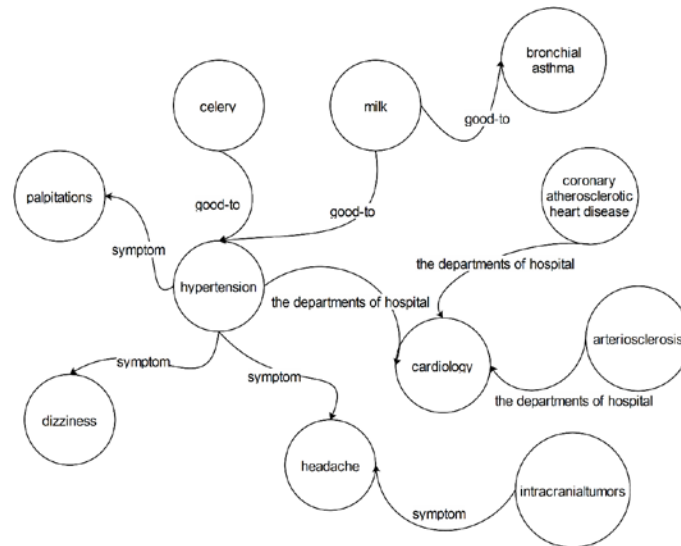 bronchial
asthma
celery
milk
good-to
palpitations
coronary
atherosclerotic
heart disease
good-to
good-to
symptom
the departments of hospital
hypertension
the departments of hospital
arteriosclerosis
symptom
cardiology
symptom
the departments of hospital
dizziness
headache
intracranialtumors
symptom